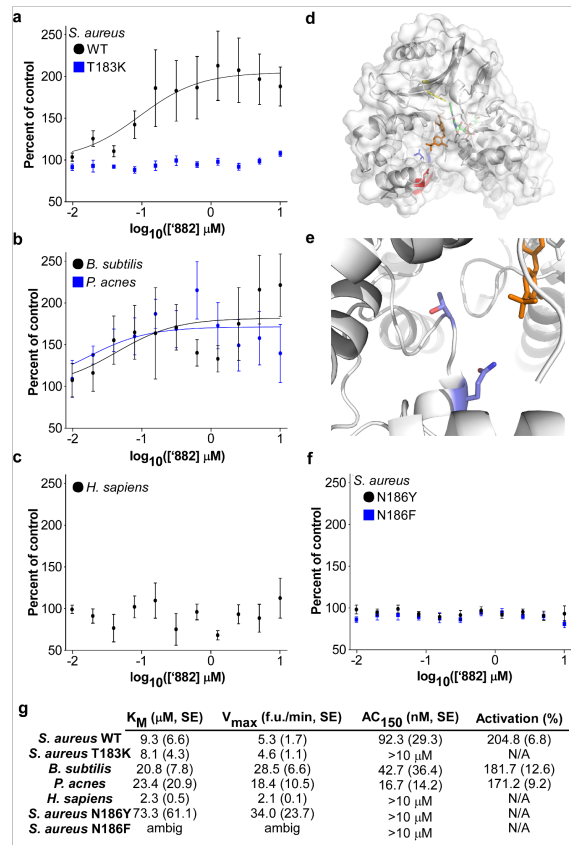 a
S. aureus
WT
T183K
Percent of control
250
200
150
100
50
-2
-1
0
1
log10(['882] μM)
b
B. subtilis
P. acnes
Percent of control
250
200
150
100
50
-2
-1
0
1
log10(['882] μM)
c
H. sapiens
Percent of control
250
200
150
100
50
-2
-1
0
1
log10(['882] μM)
d
e
f
S. aureus
N186Y
N186F
Percent of control
250
200
150
100
50
-2
-1
0
1
log10(['882] μM)
g
KM (μM, SE) Vmax (f.u./min, SE) AC150 (nM, SE) Activation (%)
S. aureus WT 9.3 (6.6) 5.3 (1.7) 92.3 (29.3) 204.8 (6.8)
S. aureus T183K 8.1 (4.3) 4.6 (1.1) >10 μM N/A
B. subtilis 20.8 (7.8) 28.5 (6.6) 42.7 (36.4) 181.7 (12.6)
P. acnes 23.4 (20.9) 18.4 (10.5) 16.7 (14.2) 171.2 (9.2)
H. sapiens 2.3 (0.5) 2.1 (0.1) >10 μM N/A
S. aureus N186Y 73.3 (61.1) 34.0 (23.7) >10 μM N/A
S. aureus N186F ambig ambig >10 μM N/A